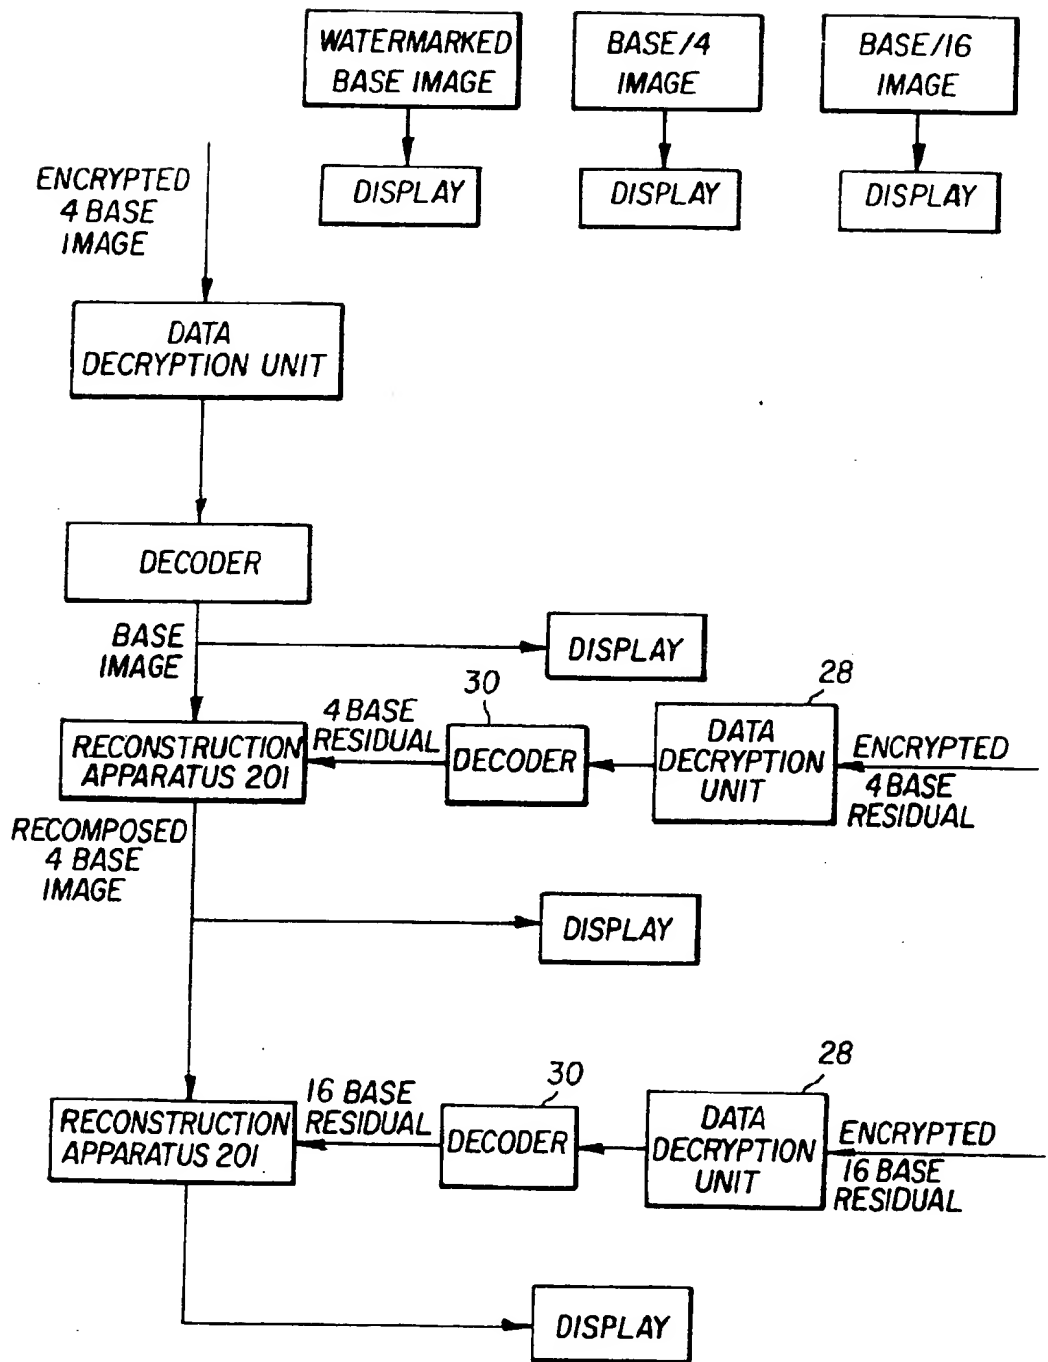 WATERMARKED
BASE IMAGE
BASE/4
IMAGE
BASE/16
IMAGE
DISPLAY
DISPLAY
DISPLAY
ENCRYPTED
4 BASE
IMAGE
DATA
DECRYPTION UNIT
DECODER
BASE
IMAGE
DISPLAY
RECONSTRUCTION
APPARATUS 201
4 BASE
RESIDUAL
30
DECODER
28
DATA
DECRYPTION
UNIT
ENCRYPTED
4 BASE
RESIDUAL
RECOMPOSED
4 BASE
IMAGE
DISPLAY
RECONSTRUCTION
APPARATUS 201
16 BASE
RESIDUAL
30
DECODER
28
DATA
DECRYPTION
UNIT
ENCRYPTED
16 BASE
RESIDUAL
DISPLAY